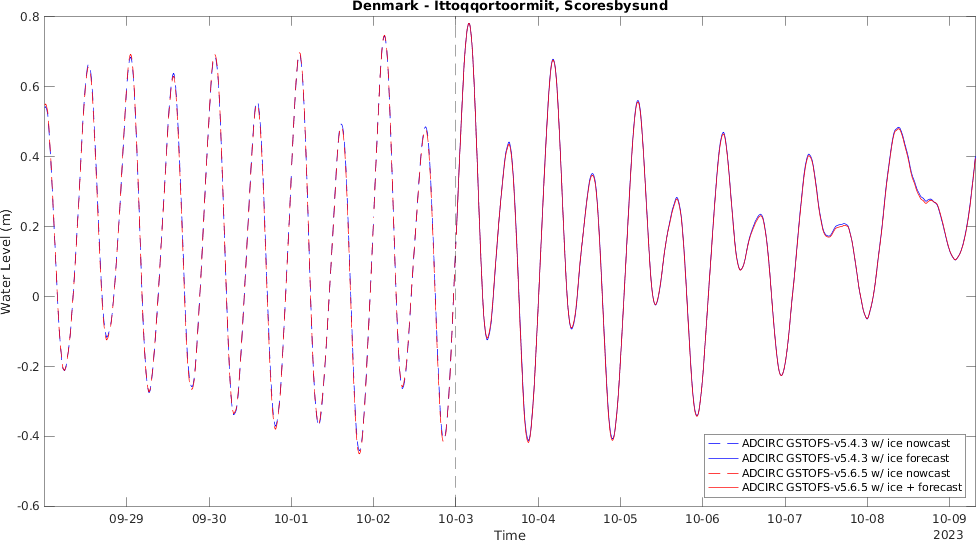 Denmark - Ittoqqortoormiit, Scoresbysund
0.8
0.6
0.4
0.2
0
-0.2
-0.4
-0.6
Water Level (m)
ADCIRC GSTOFS-v5.4.3 w/ ice nowcast
ADCIRC GSTOFS-v5.4.3 w/ ice forecast
ADCIRC GSTOFS-v5.6.5 w/ ice nowcast
ADCIRC GSTOFS-v5.6.5 w/ ice + forecast
09-29 09-30 10-01 10-02 10-03 10-04 10-05 10-06 10-07 10-08 10-09
2023
Time